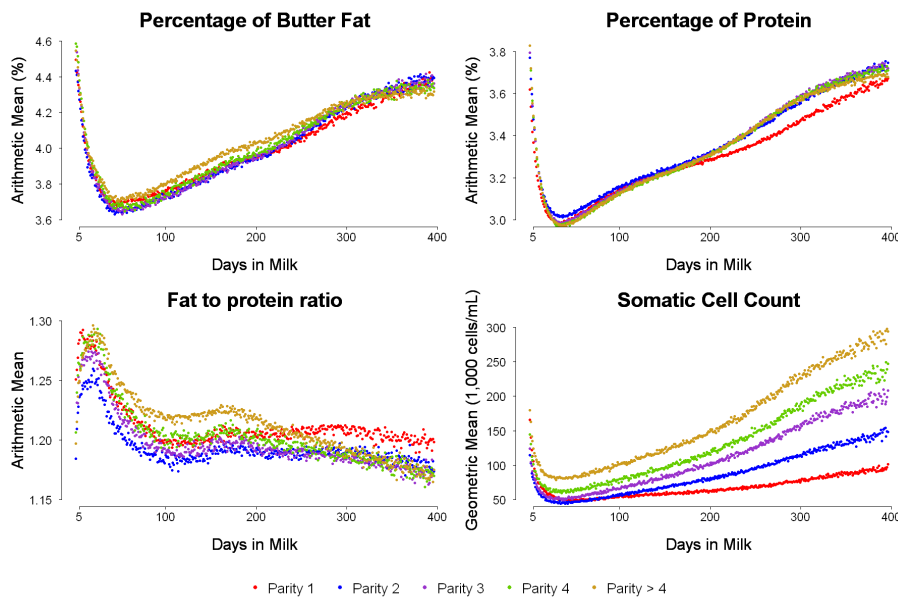 Percentage of Butter Fat
Arithmetic Mean (%)
4.6
4.4
4.2
4.0
3.8
3.6
5 100 200 300 400
Days in Milk
Percentage of Protein
Arithmetic Mean (%)
3.8
3.6
3.4
3.2
3.0
5 100 200 300 400
Days in Milk
Fat to protein ratio
Arithmetic Mean
1.30
1.25
1.20
1.15
5 100 200 300 400
Days in Milk
Somatic Cell Count
Geometric Mean (1,000 cells/mL)
300
250
200
150
100
50
5 100 200 300 400
Days in Milk
Parity 1 Parity 2 Parity 3 Parity 4 Parity > 4